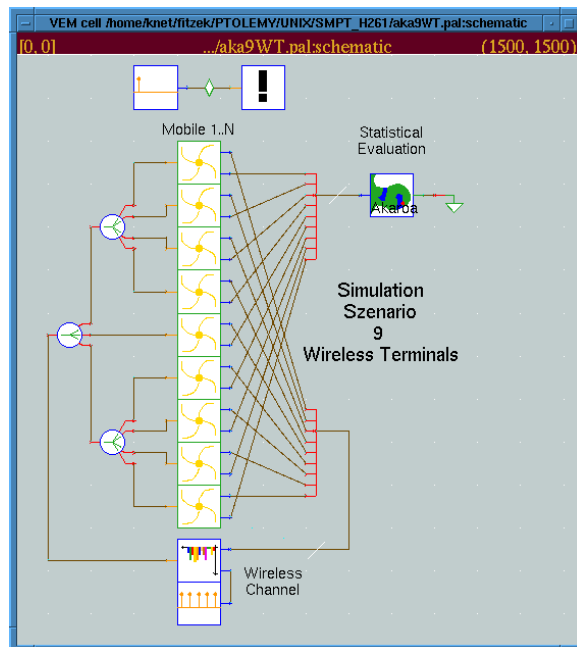 VEM cell /home/knet/fitzek/PTOLEMY/UNIX/SMPT_H261/aka9WT.pal:schematic
[0, 0] .../aka9WT.pal:schematic (1500, 1500)
!
Mobile 1..N
Statistical
Evaluation
Akaroa
Simulation
Szenario
9
Wireless Terminals
Wireless
Channel